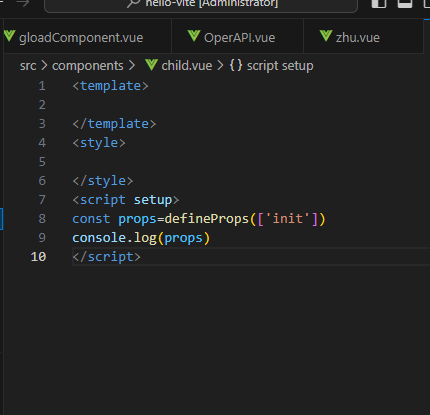 hello-vite [Administrator]
gloadComponent.vue OperAPI.vue zhu.vue
src > components > child.vue > {} script setup
1 <template>
2
3 </template>
4 <style>
5
6 </style>
7 <script setup>
8 const props=defineProps(['init'])
9 console.log(props)
10 </script>